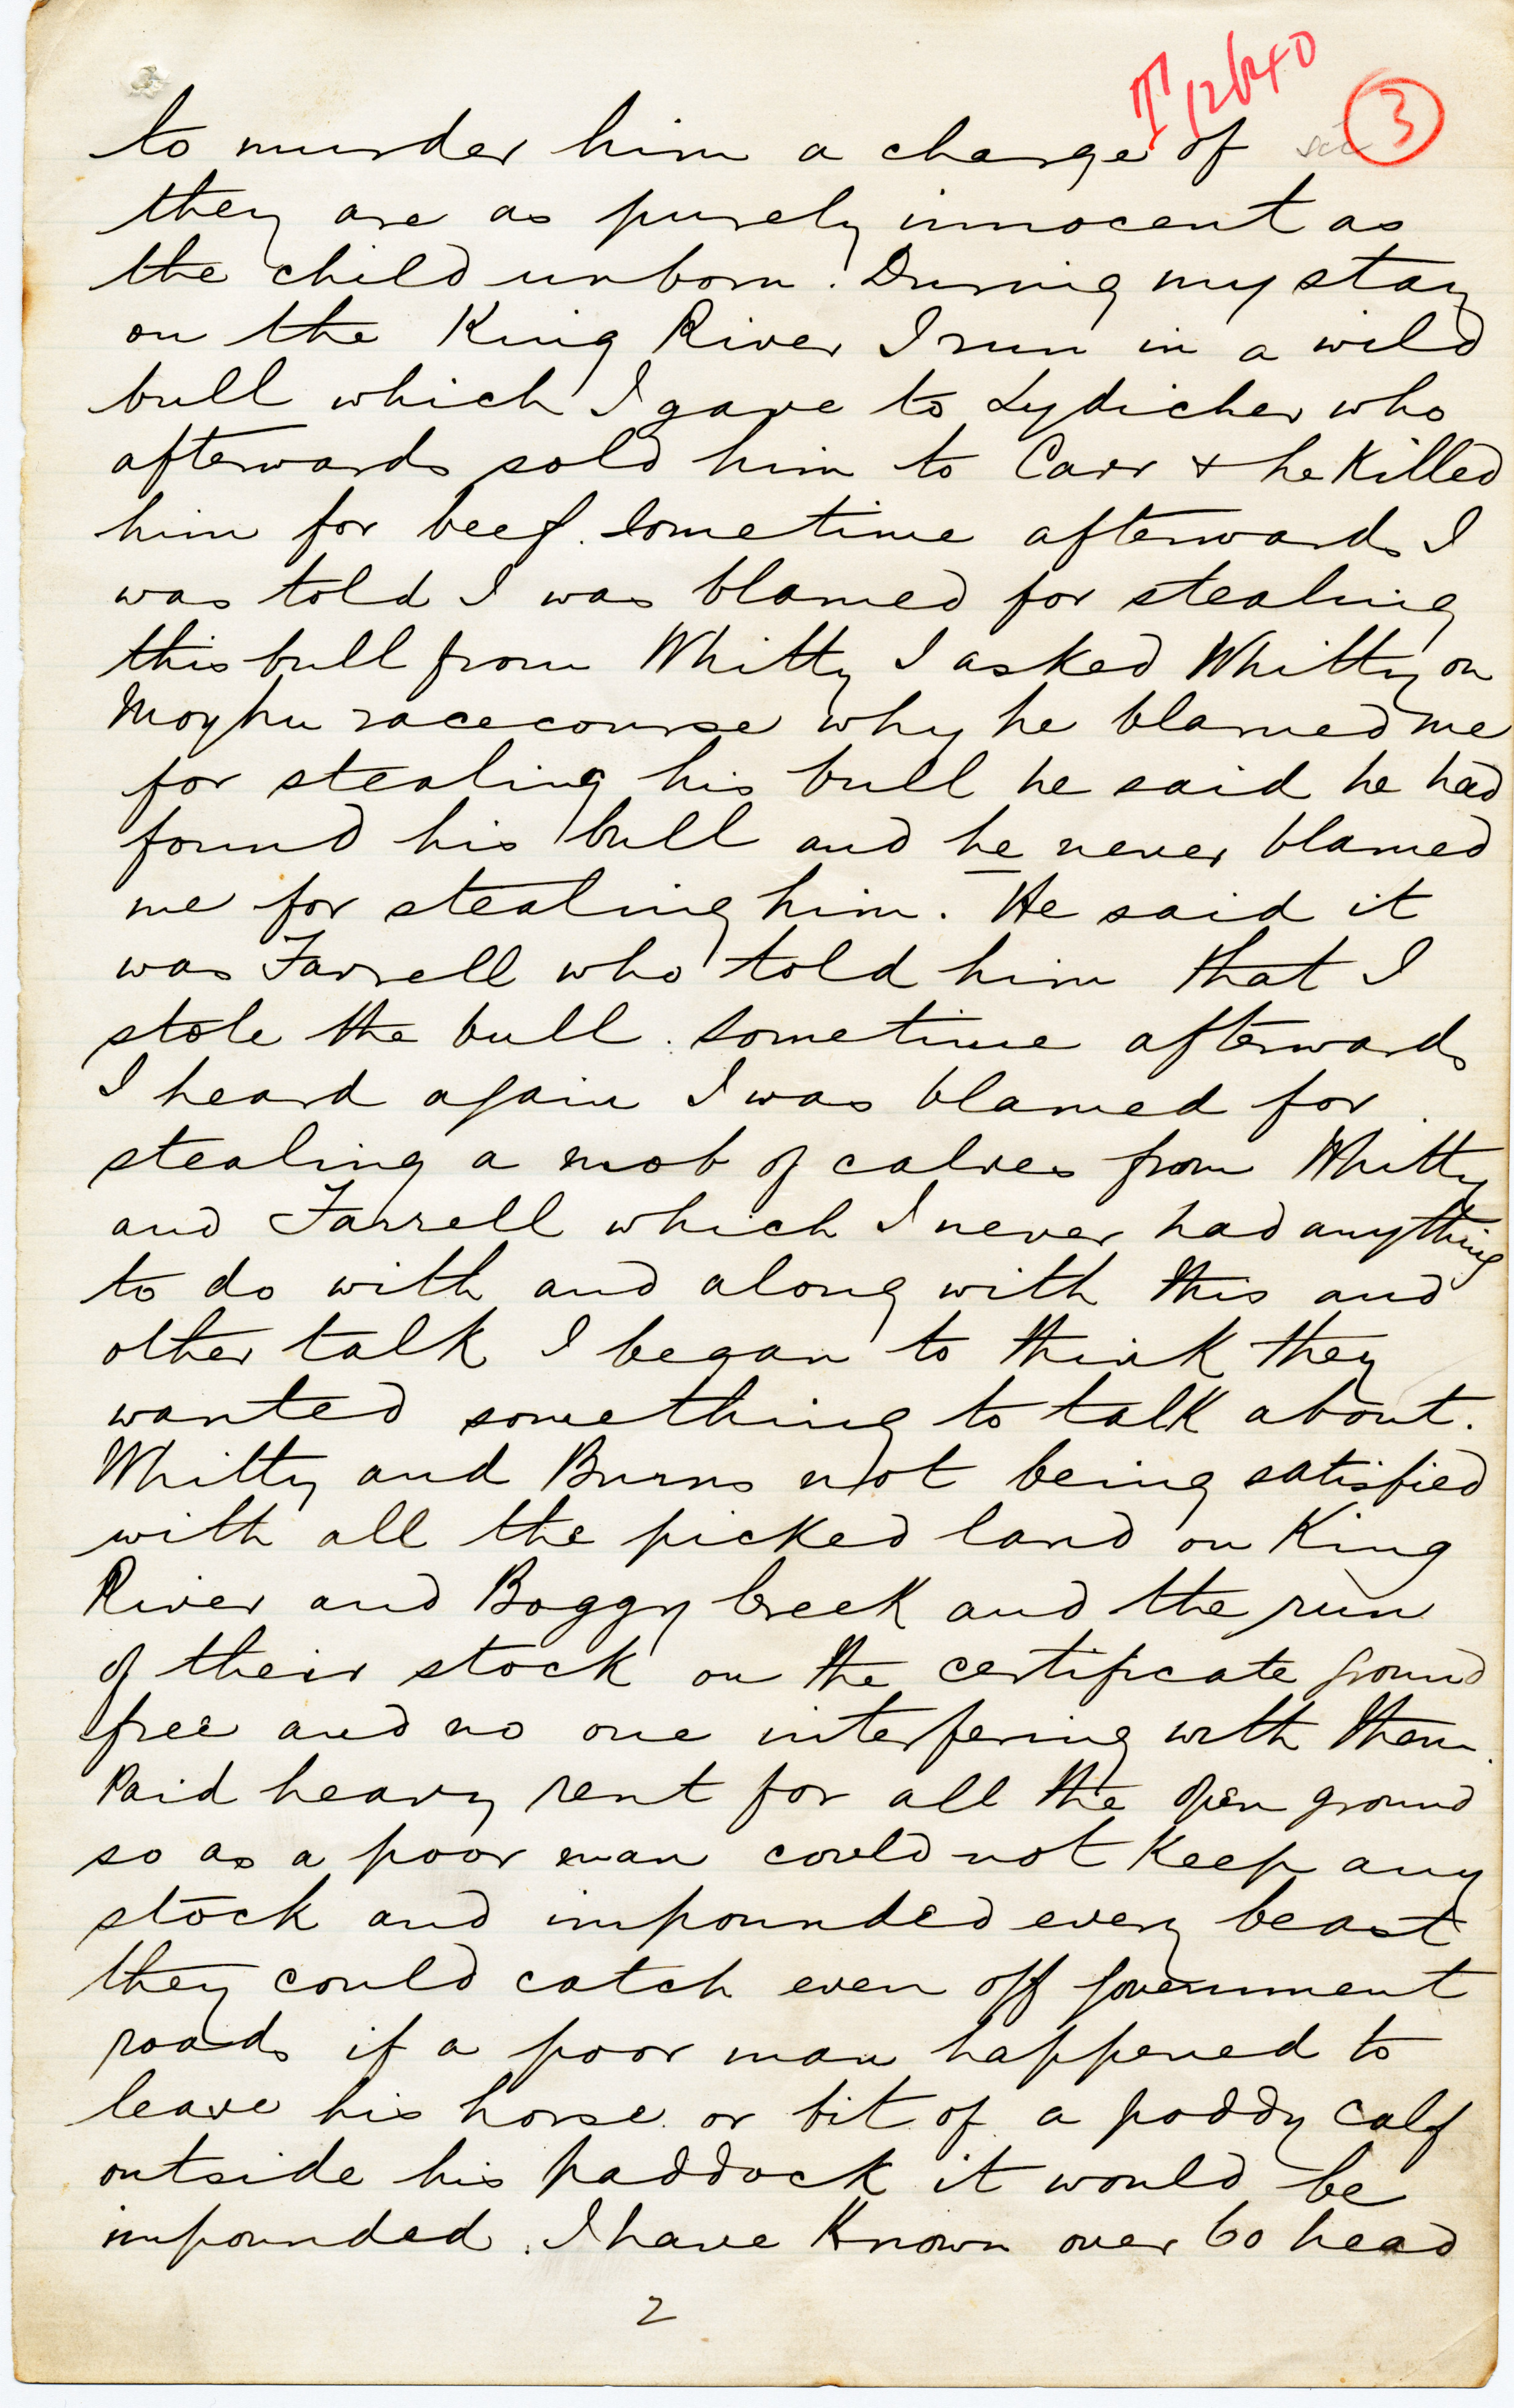 T 12640
3
to murder him a charge of
they are as purely innocent as
the child unborn. During my stay
on the King River I run in a wild
bull which I gave to Lydicher who
afterwards sold him to Carr & he killed
him for beef. Sometime afterwards I
was told I was blamed for stealing
this bull from Whitty I asked Whitty on
Moyhu racecourse why he blamed me
for stealing his bull he said he had
found his bull and he never blamed
me for stealing him. He said it
was Farrell who told him that I
stole the bull. Sometime afterwards
I heard again I was blamed for
stealing a mob of calves from Whitty
and Farrell which I never had anything
to do with and along with this and
other talk I began to think they
wanted something to talk about.
Whitty and Burns not being satisfied
with all the picked land on King
River and Boggy Creek and the run
of their stock on the certificate ground
free and no one interfering with them.
Paid heavy rent for all the open ground
so as a poor man could not keep any
stock and impounded every beast
they could catch even off Government
roads if a poor man happened to
leave his horse or bit of a poddy calf
outside his paddock it would be
impounded. I have known over 60 head
2